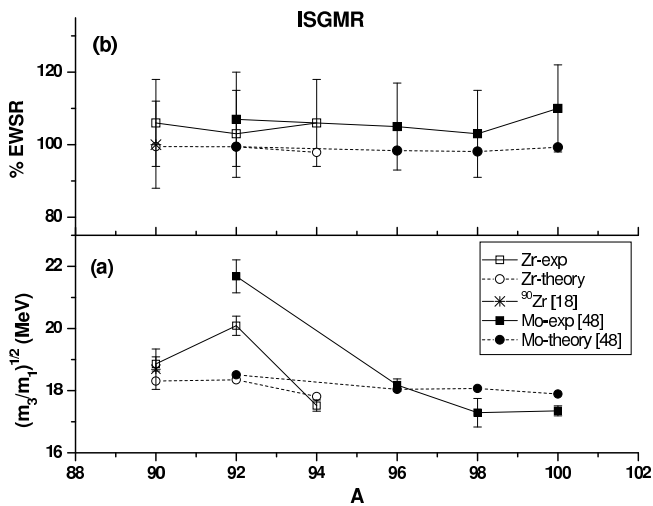 ISGMR
(b)
% EWSR
120
100
80
(a)
(m3/m1)^1/2 (MeV)
22
20
18
16
Zr-exp
Zr-theory
90Zr [18]
Mo-exp [48]
Mo-theory [48]
88 90 92 94 96 98 100 102
A